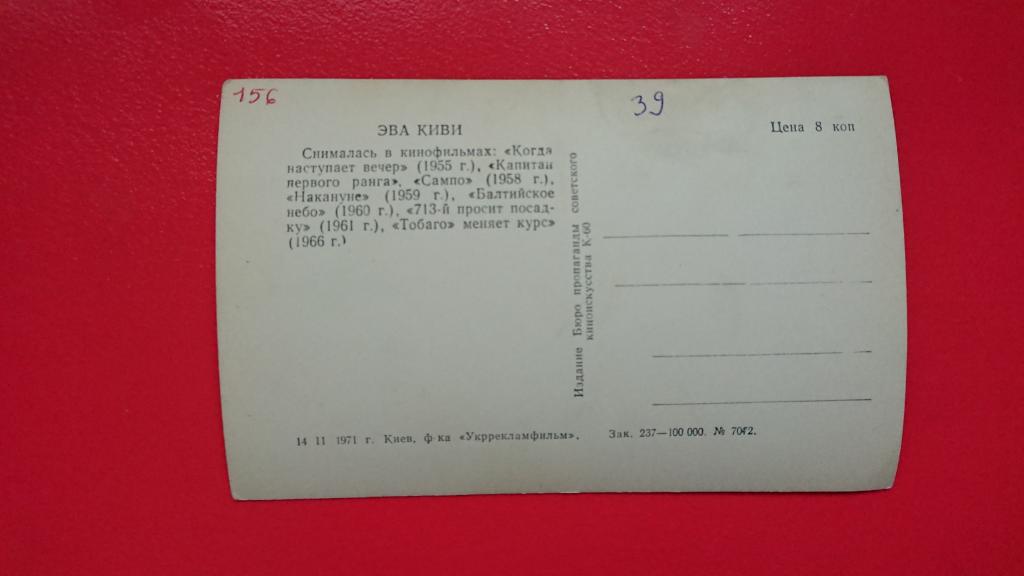 156
39
Цена 8 коп
ЭВА КИВИ
Снималась в кинофильмах: «Когда
наступает вечер» (1955 г.), «Капитан
первого ранга», «Сампо» (1958 г.),
«Накануне» (1959 г.), «Балтийское
небо» (1960 г.), «713-й просит посад-
ку» (1961 г.), «Тобаго» меняет курс»
(1966 г.)
Издание Бюро пропаганды советского
киноискусства К-60
14 11 1971 г. Киев, ф-ка «Укррекламфильм».
Зак. 237—100 000. №